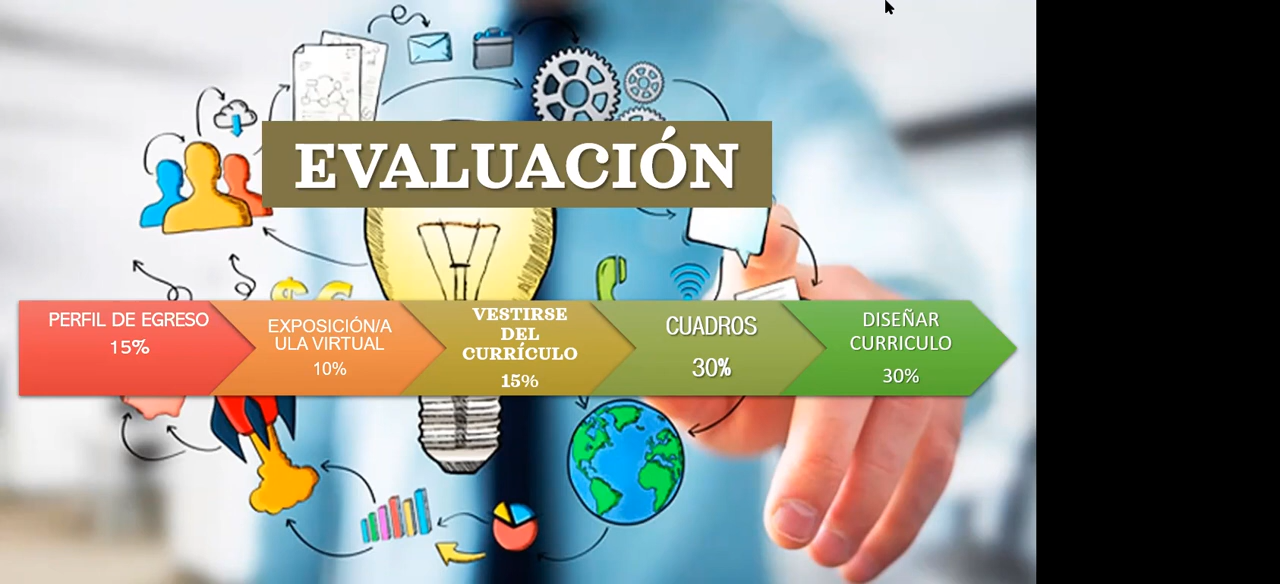 EVALUACIÓN
PERFIL DE EGRESO
15%
EXPOSICIÓN/A
ULA VIRTUAL
10%
VESTIRSE
DEL
CURRÍCULO
15%
CUADROS
30%
DISEÑAR
CURRICULO
30%